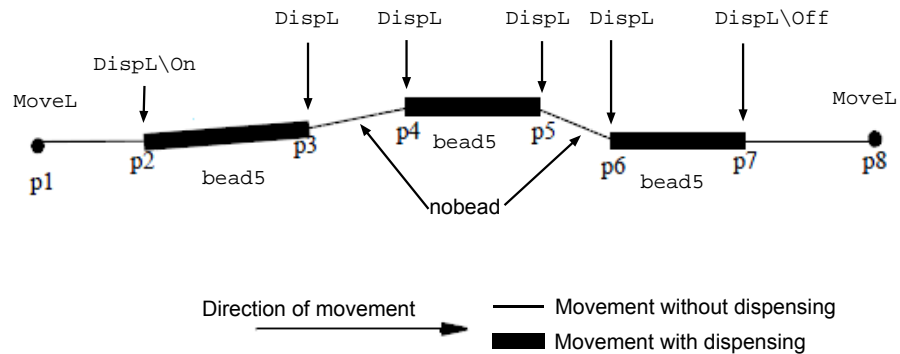 DispL DispL DispL DispL DispL\Off
DispL\On
MoveL MoveL
p1 p2 p3 p4 p5 p6 p7 p8
bead5 bead5 bead5
nobead
Direction of movement
Movement without dispensing
Movement with dispensing